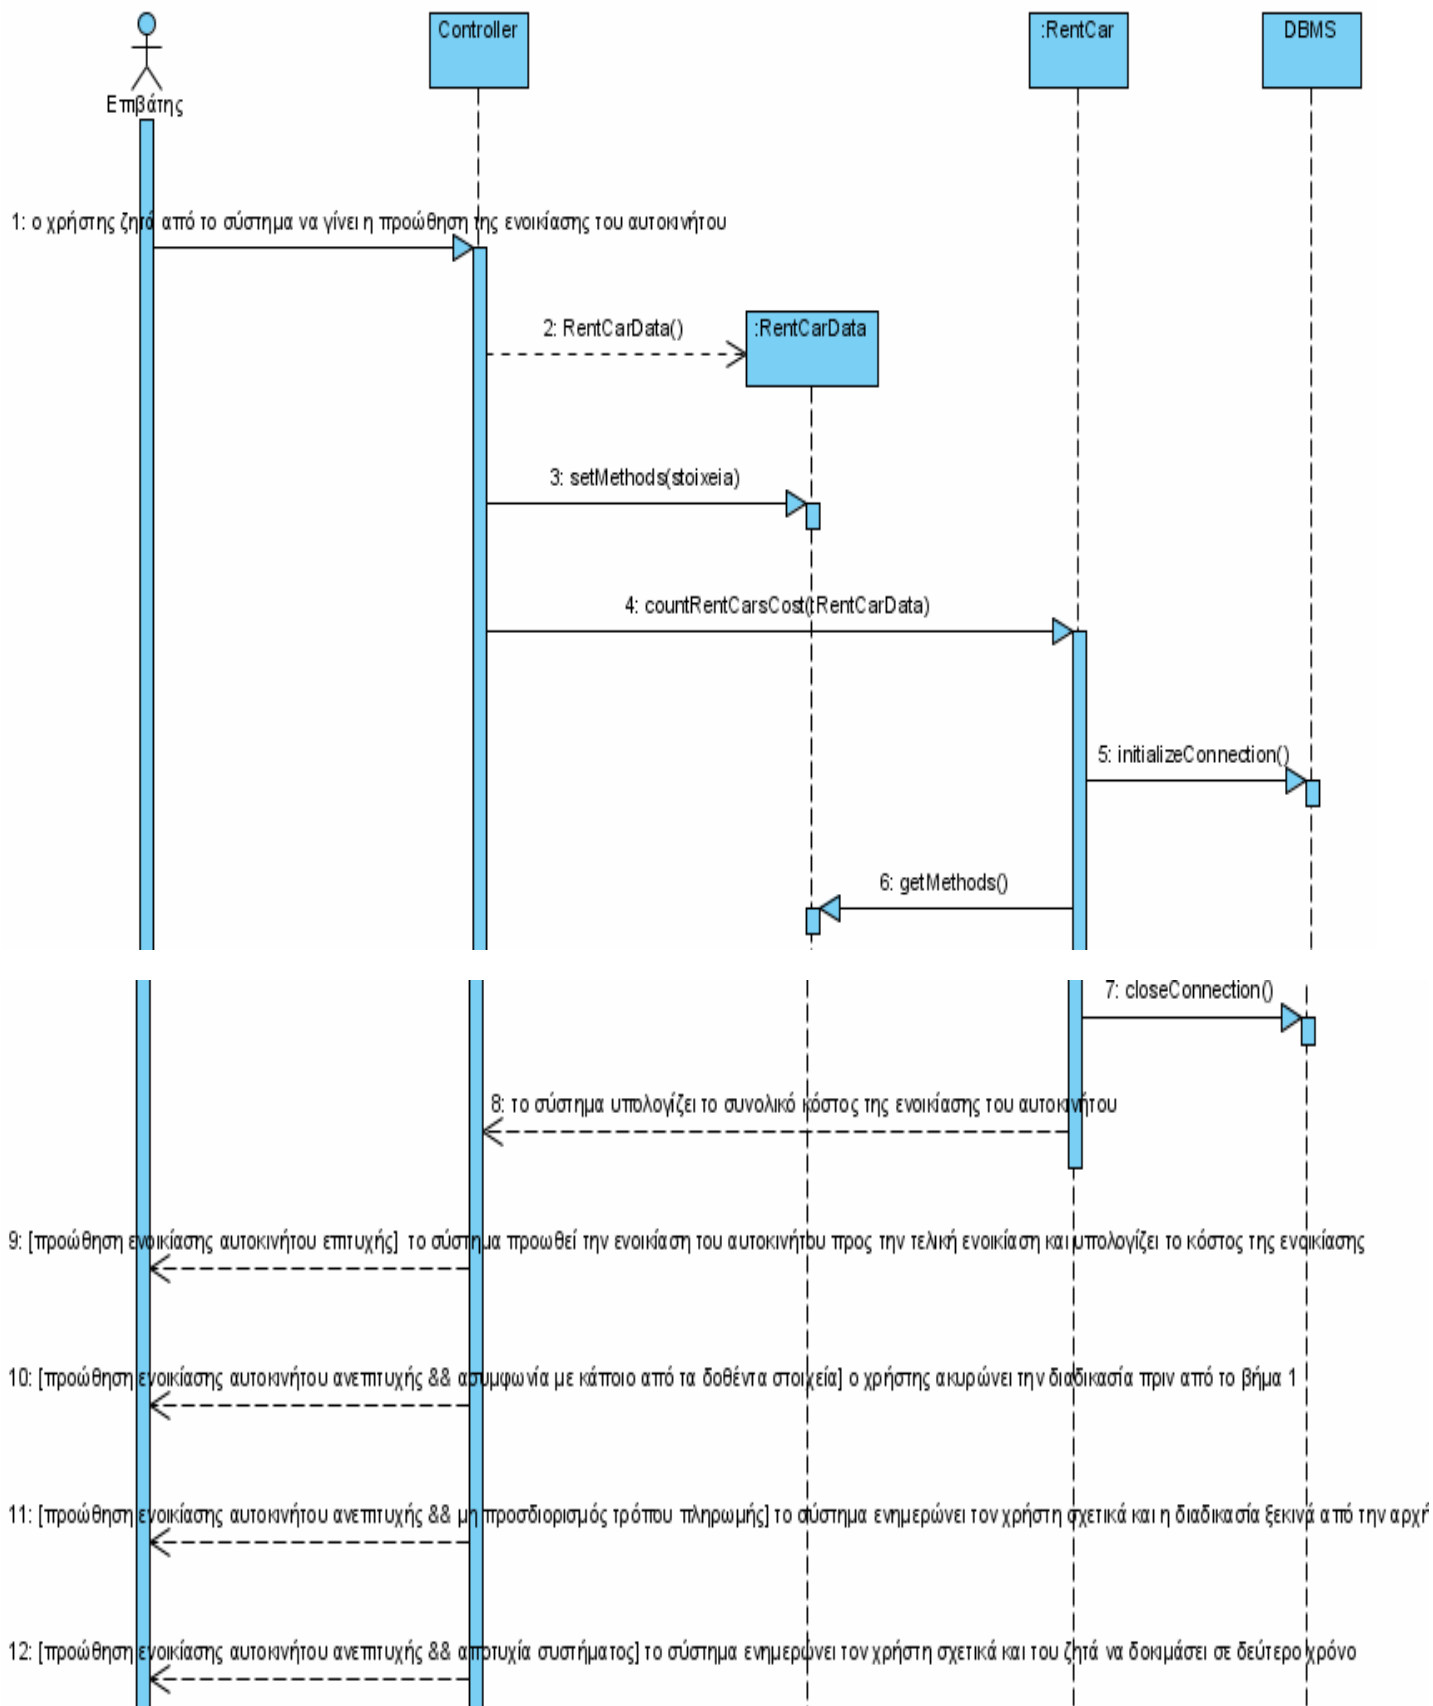 Controller
:RentCar
DBMS
Επιβάτης
1: ο χρήστης ζητά από το σύστημα να γίνει η προώθηση της ενοικίασης του αυτοκινήτου
2: RentCarData()
:RentCarData
3: setMethods(stoixeia)
4: countRentCarsCost(:RentCarData)
5: initializeConnection()
6: getMethods()
7: closeConnection()
8: το σύστημα υπολογίζει το συνολικό κόστος της ενοικίασης του αυτοκινήτου
9: [προώθηση ενοικίασης αυτοκινήτου επιτυχής] το σύστημα προωθεί την ενοικίαση του αυτοκινήτου προς την τελική ενοικίαση και υπολογίζει το κόστος της ενοικίασης
10: [προώθηση ενοικίασης αυτοκινήτου ανεπιτυχής && ασυμφωνία με κάποιο από τα δοθέντα στοιχεία] ο χρήστης ακυρώνει την διαδικασία πριν από το βήμα 1
11: [προώθηση ενοικίασης αυτοκινήτου ανεπιτυχής && μη προσδιορισμός τρόπου πληρωμής] το σύστημα ενημερώνει τον χρήστη σχετικά και η διαδικασία ξεκινά από την αρχή
12: [προώθηση ενοικίασης αυτοκινήτου ανεπιτυχής && αποτυχία συστήματος] το σύστημα ενημερώνει τον χρήστη σχετικά και του ζητά να δοκιμάσει σε δεύτερο χρόνο